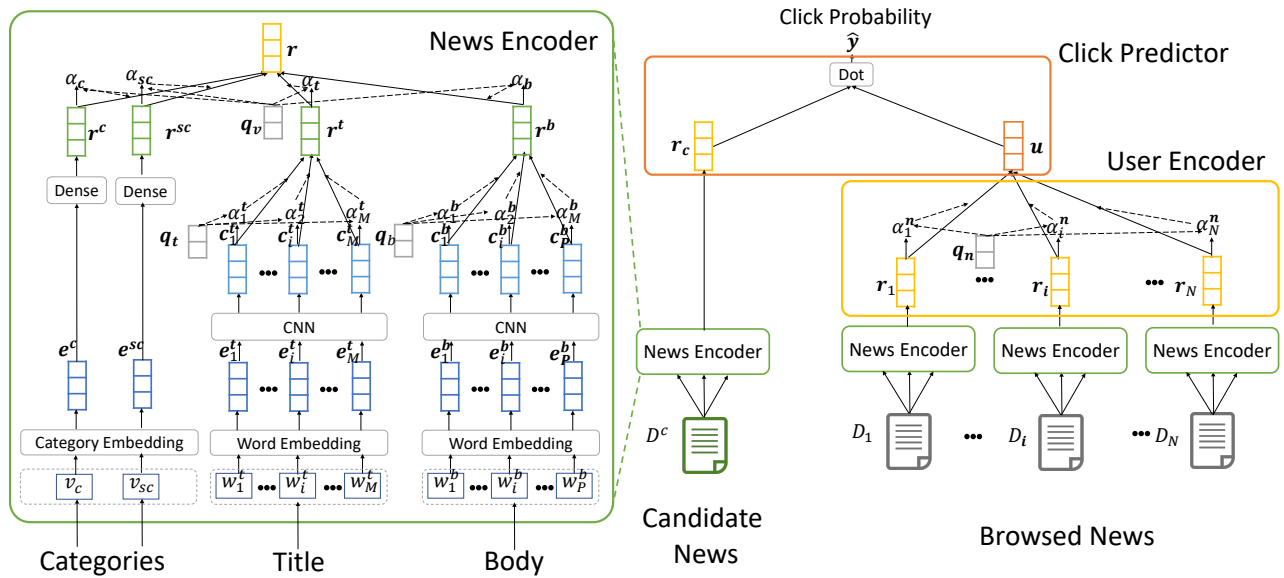 Click Probability
ŷ
News Encoder
Click Predictor
r
Dot
α_c α_sc α_t α_b
r^c r^sc q_v r^t r^b
r_c u
User Encoder
Dense Dense
α_1^t α_2^t α_M^t α_1^b α_2^b α_M^b
α_1^n α_i^n α_N^n
q_t c_1^t c_i^t c_M^t q_b c_1^b c_i^b c_P^b
q_n
••• ••• ••• •••
r_1 ••• r_i ••• r_N
CNN CNN
e^c e^sc e_1^t e_i^t e_M^t e_1^b e_i^b e_P^b
News Encoder News Encoder News Encoder News Encoder
••• ••• ••• •••
Category Embedding Word Embedding Word Embedding
D^c D_1 ••• D_i ••• D_N
v_c v_sc w_1^t ••• w_i^t ••• w_M^t w_1^b ••• w_i^b ••• w_P^b
Categories Title Body
Candidate
News
Browsed News